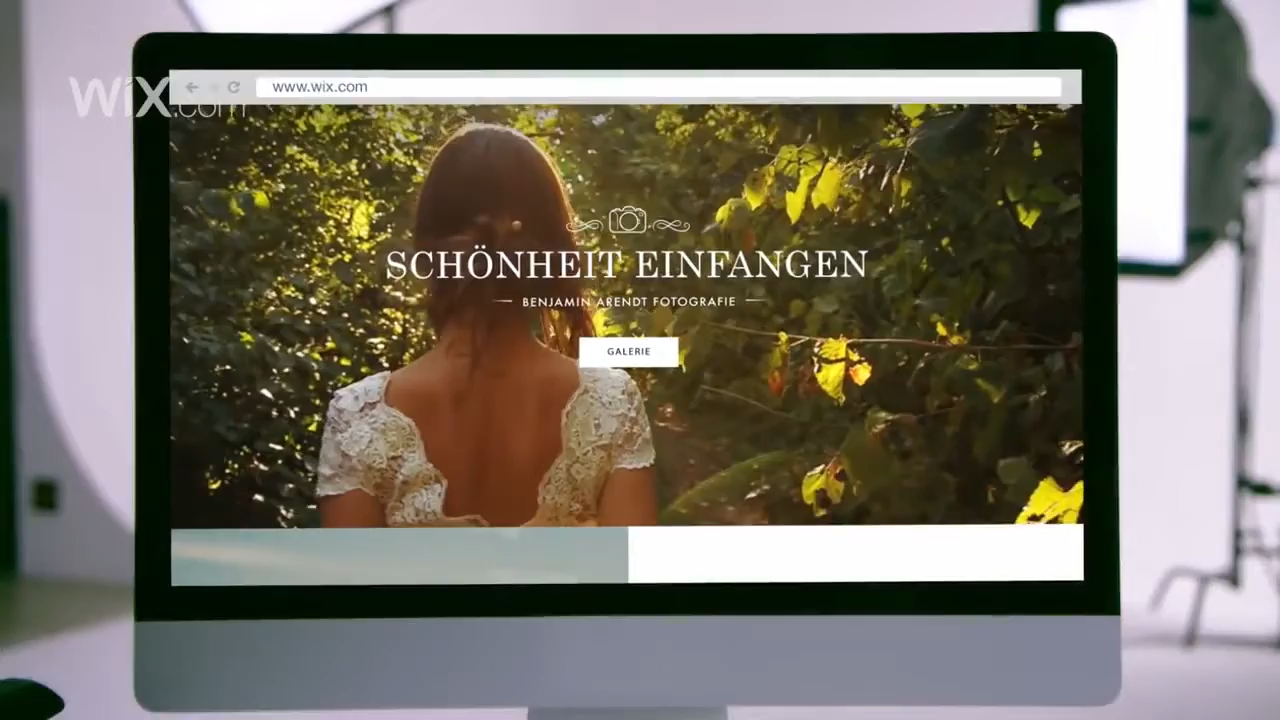 WiX.com
www.wix.com
SCHÖNHEIT EINFANGEN
BENJAMIN ARENDT FOTOGRAFIE
GALERIE